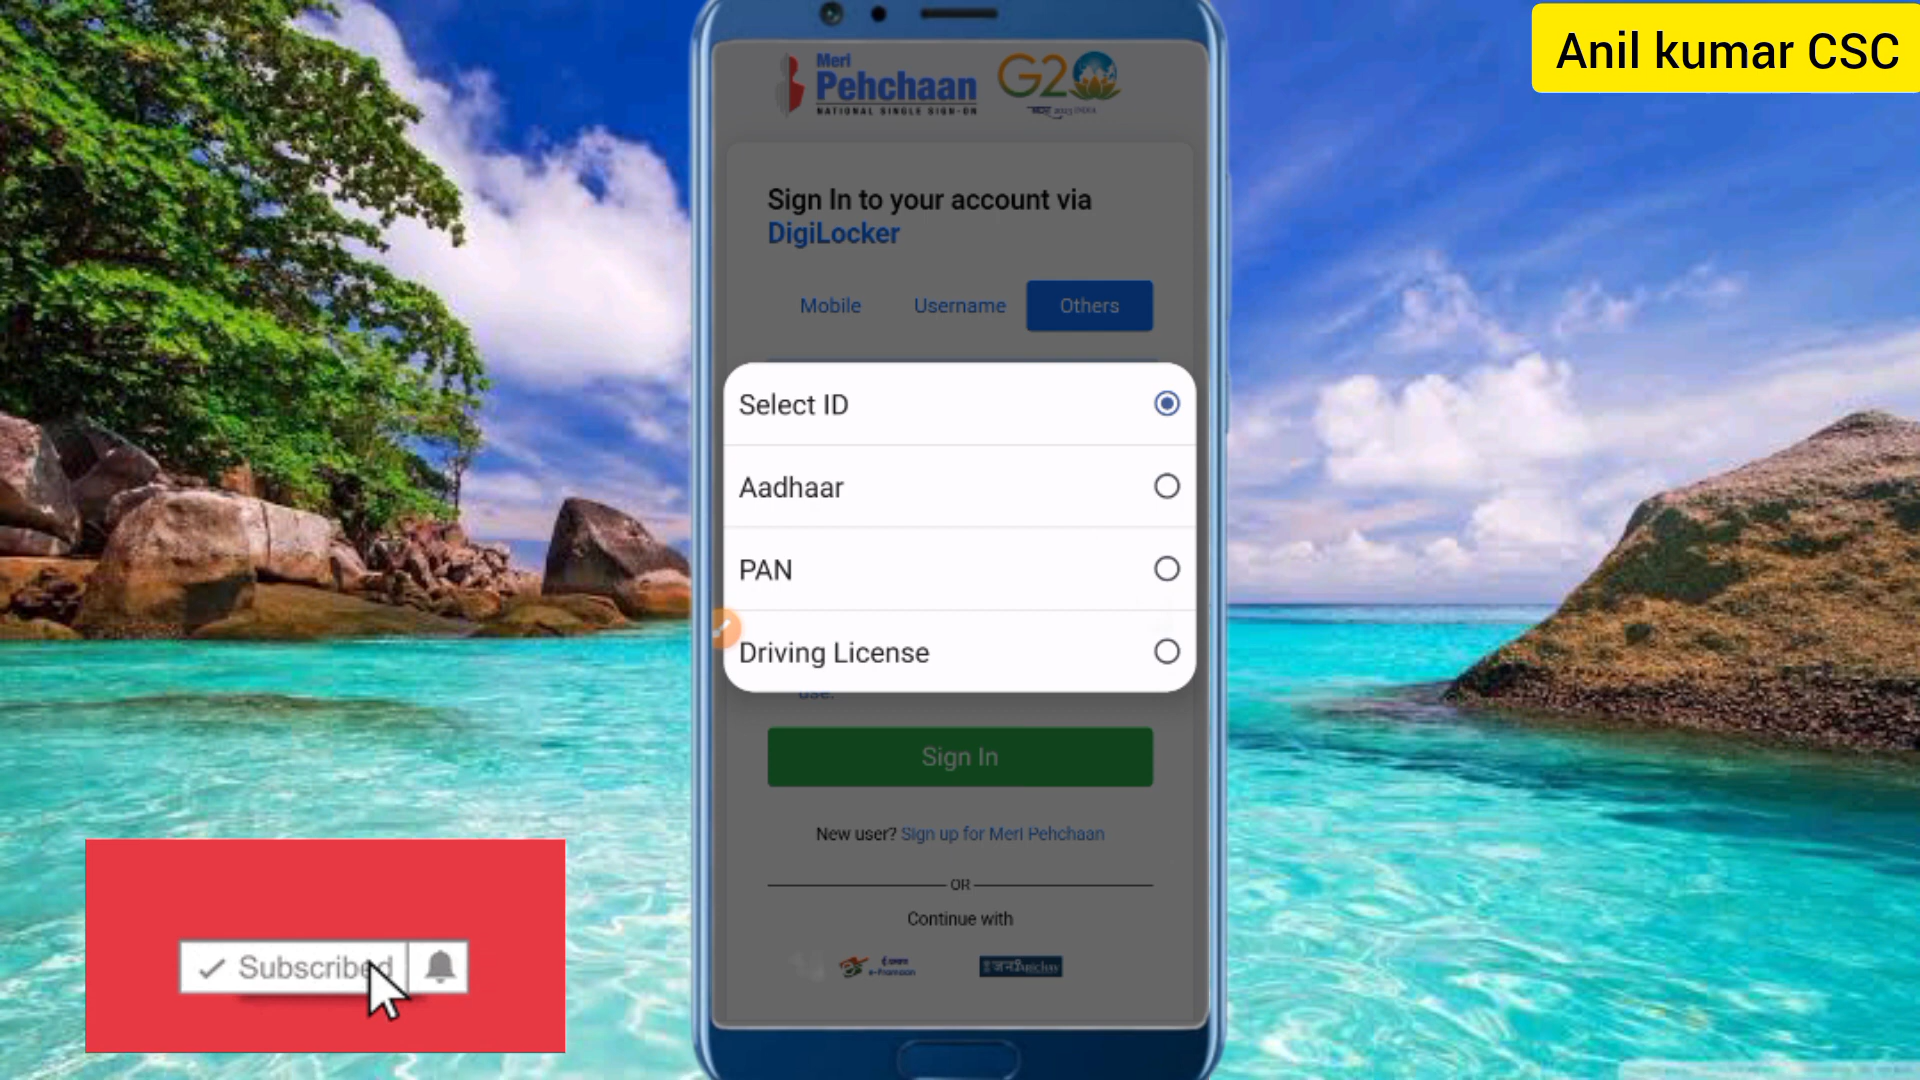 Anil kumar CSC
Meri
Pehchaan
NATIONAL SINGLE SIGN-ON
G20
Sign In to your account via
DigiLocker
Mobile
Username
Others
Select ID
Aadhaar
PAN
Driving License
use.
Sign In
New user? Sign up for Meri Pehchaan
OR
Continue with
e-Pramaan
Subscribed